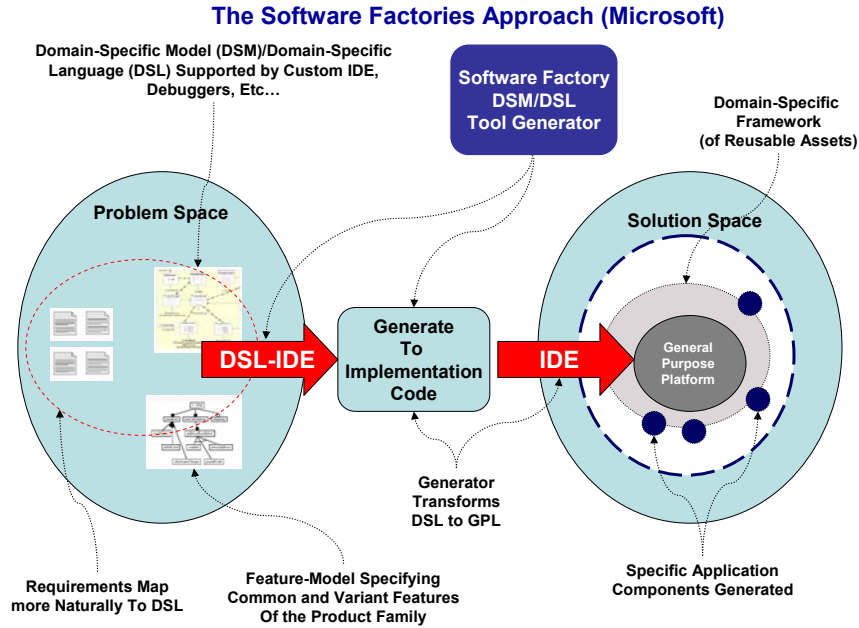 The Software Factories Approach (Microsoft)
Domain-Specific Model (DSM)/Domain-Specific
Language (DSL) Supported by Custom IDE,
Debuggers, Etc…
Software Factory
DSM/DSL
Tool Generator
Domain-Specific
Framework
(of Reusable Assets)
Problem Space
Solution Space
DSL-IDE
Generate
To
Implementation
Code
IDE
General
Purpose
Platform
Generator
Transforms
DSL to GPL
Requirements Map
more Naturally To DSL
Feature-Model Specifying
Common and Variant Features
Of the Product Family
Specific Application
Components Generated